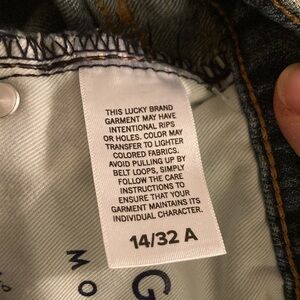 THIS LUCKY BRAND
GARMENT MAY HAVE
INTENTIONAL RIPS
OR HOLES. COLOR MAY
TRANSFER TO LIGHTER
COLORED FABRICS.
AVOID PULLING UP BY
BELT LOOPS, SIMPLY
FOLLOW THE CARE
INSTRUCTIONS TO
ENSURE THAT YOUR
GARMENT MAINTAINS ITS
INDIVIDUAL CHARACTER.
14/32 A
G
MO